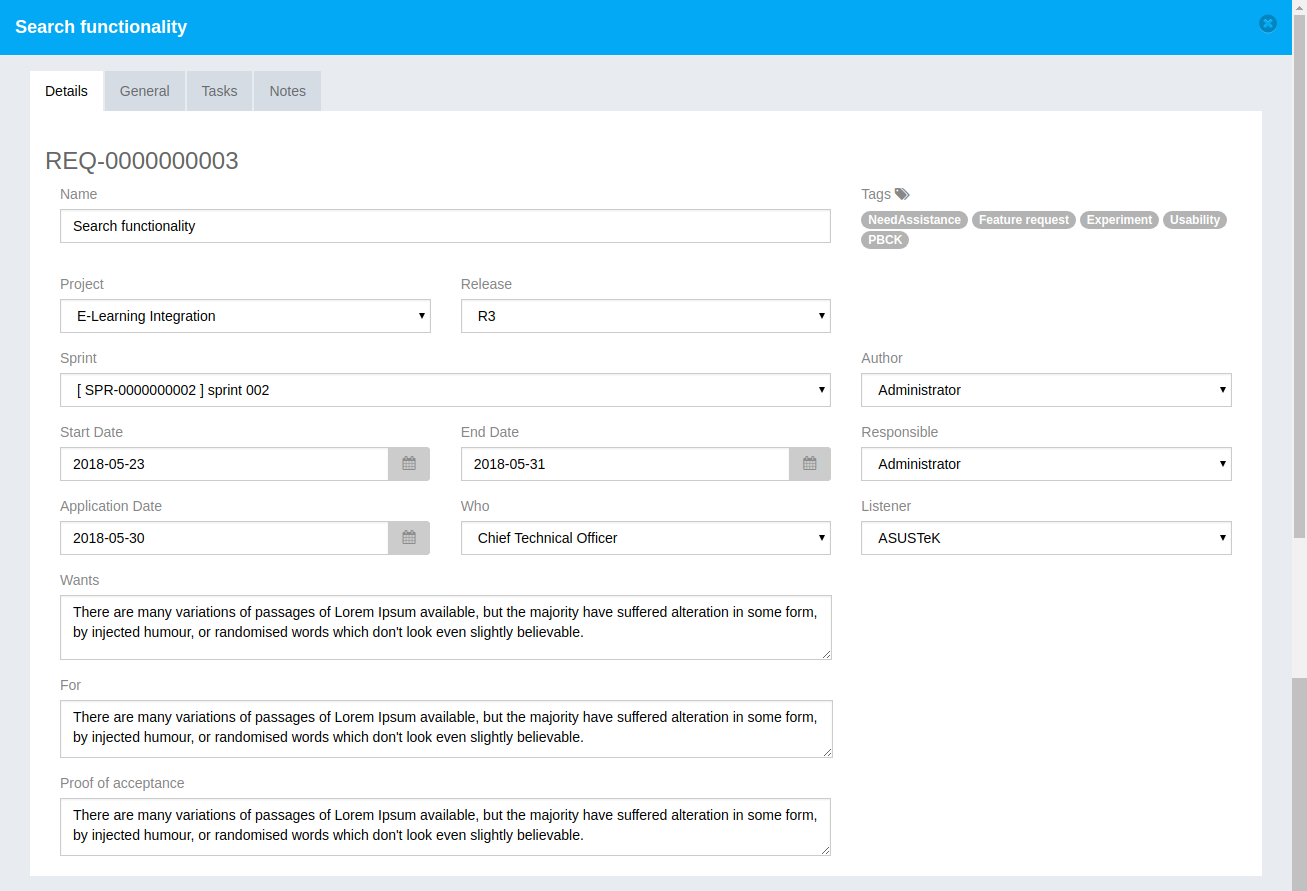 Search functionality
Details General Tasks Notes
REQ-0000000003
Name
Search functionality
Tags
NeedAssistance Feature request Experiment Usability
PBCK
Project
E-Learning Integration
Release
R3
Sprint
[ SPR-0000000002 ] sprint 002
Author
Administrator
Start Date
2018-05-23
End Date
2018-05-31
Responsible
Administrator
Application Date
2018-05-30
Who
Chief Technical Officer
Listener
ASUSTeK
Wants
There are many variations of passages of Lorem Ipsum available, but the majority have suffered alteration in some form,
by injected humour, or randomised words which don't look even slightly believable.
For
There are many variations of passages of Lorem Ipsum available, but the majority have suffered alteration in some form,
by injected humour, or randomised words which don't look even slightly believable.
Proof of acceptance
There are many variations of passages of Lorem Ipsum available, but the majority have suffered alteration in some form,
by injected humour, or randomised words which don't look even slightly believable.